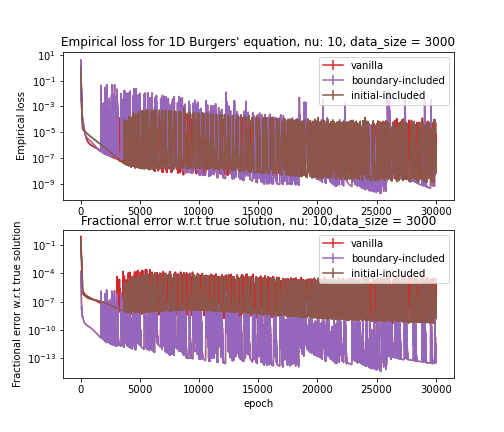 Empirical loss for 1D Burgers' equation, nu: 10, data_size = 3000
10^1
10^-1
10^-3
10^-5
10^-7
10^-9
Empirical loss
vanilla
boundary-included
initial-included
0 5000 10000 15000 20000 25000 30000
Fractional error w.r.t true solution, nu: 10,data_size = 3000
10^-1
10^-4
10^-7
10^-10
10^-13
Fractional error w.r.t true solution
vanilla
boundary-included
initial-included
0 5000 10000 15000 20000 25000 30000
epoch